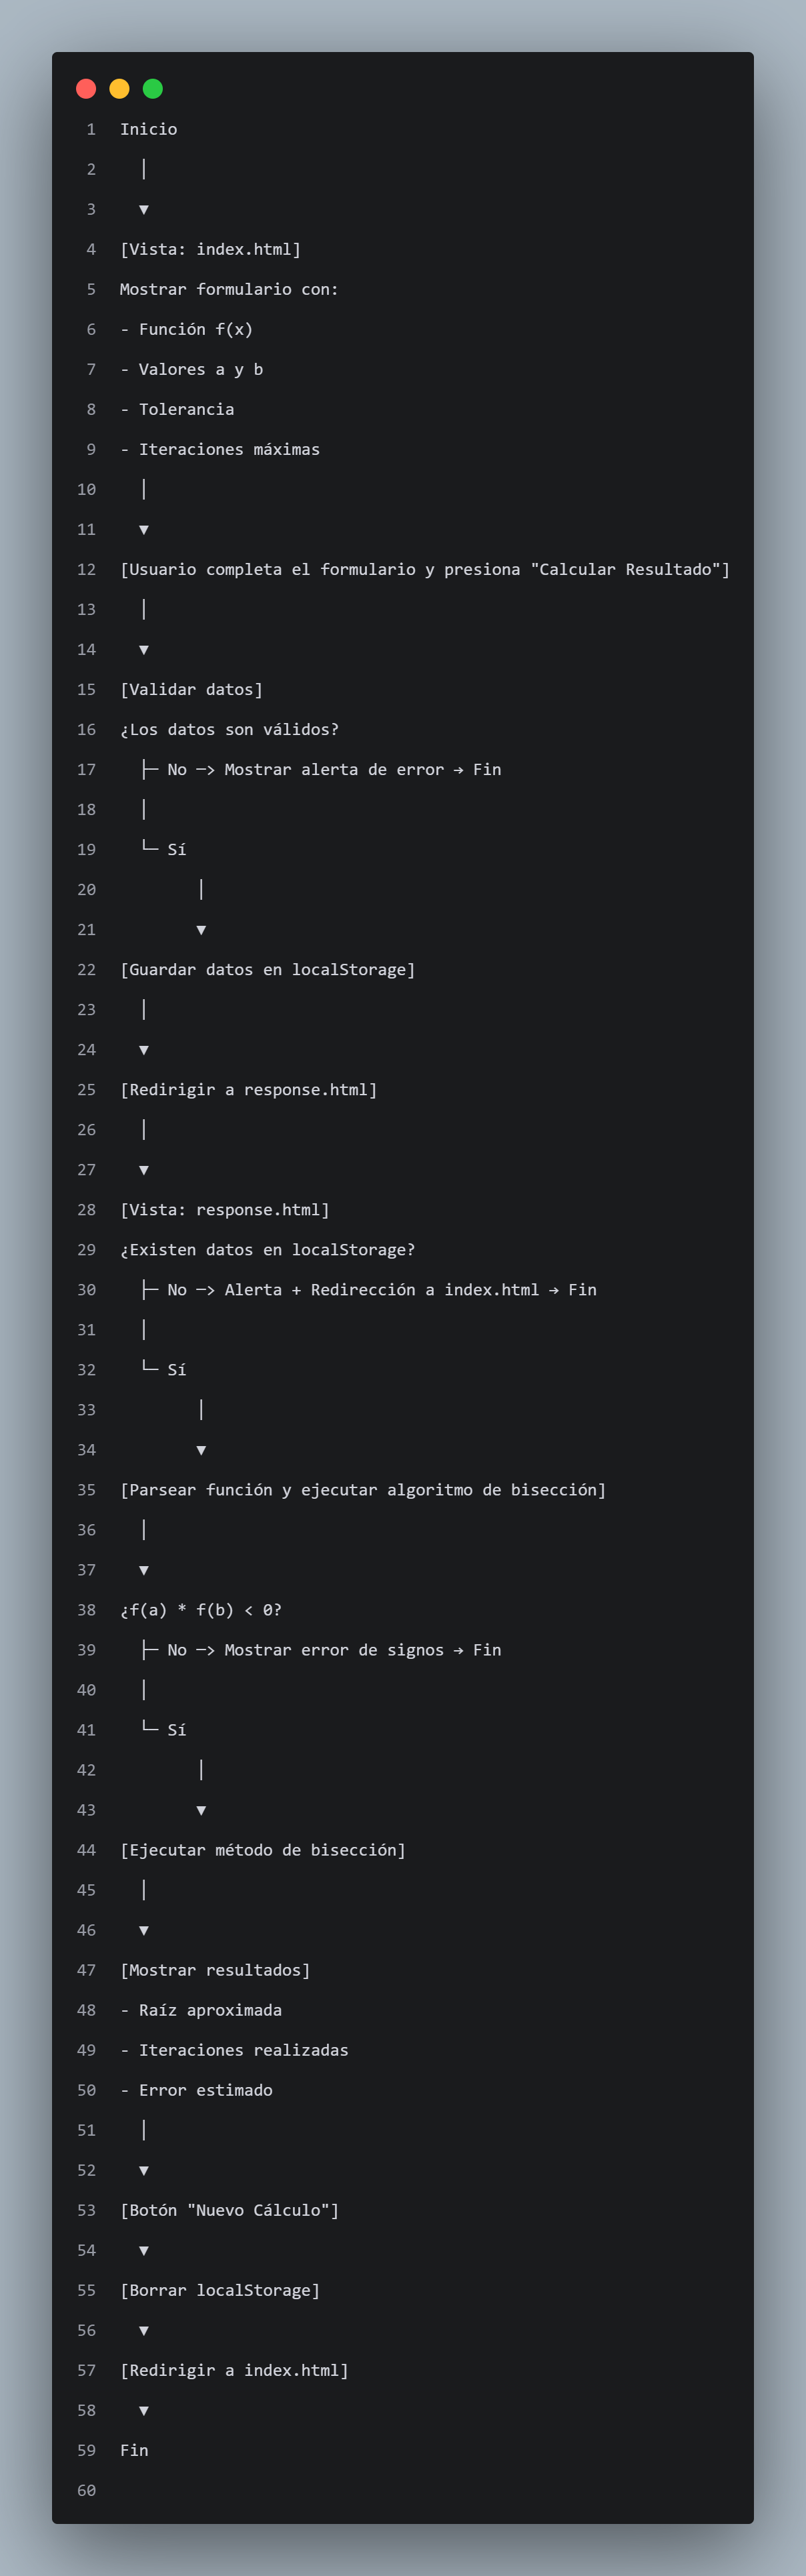 1 Inicio
2 │
3 ▼
4 [Vista: index.html]
5 Mostrar formulario con:
6 - Función f(x)
7 - Valores a y b
8 - Tolerancia
9 - Iteraciones máximas
10 │
11 ▼
12 [Usuario completa el formulario y presiona "Calcular Resultado"]
13 │
14 ▼
15 [Validar datos]
16 ¿Los datos son válidos?
17 ├─ No ─> Mostrar alerta de error → Fin
18 │
19 └─ Sí
20 │
21 ▼
22 [Guardar datos en localStorage]
23 │
24 ▼
25 [Redirigir a response.html]
26 │
27 ▼
28 [Vista: response.html]
29 ¿Existen datos en localStorage?
30 ├─ No ─> Alerta + Redirección a index.html → Fin
31 │
32 └─ Sí
33 │
34 ▼
35 [Parsear función y ejecutar algoritmo de bisección]
36 │
37 ▼
38 ¿f(a) * f(b) < 0?
39 ├─ No ─> Mostrar error de signos → Fin
40 │
41 └─ Sí
42 │
43 ▼
44 [Ejecutar método de bisección]
45 │
46 ▼
47 [Mostrar resultados]
48 - Raíz aproximada
49 - Iteraciones realizadas
50 - Error estimado
51 │
52 ▼
53 [Botón "Nuevo Cálculo"]
54 ▼
55 [Borrar localStorage]
56 ▼
57 [Redirigir a index.html]
58 ▼
59 Fin
60